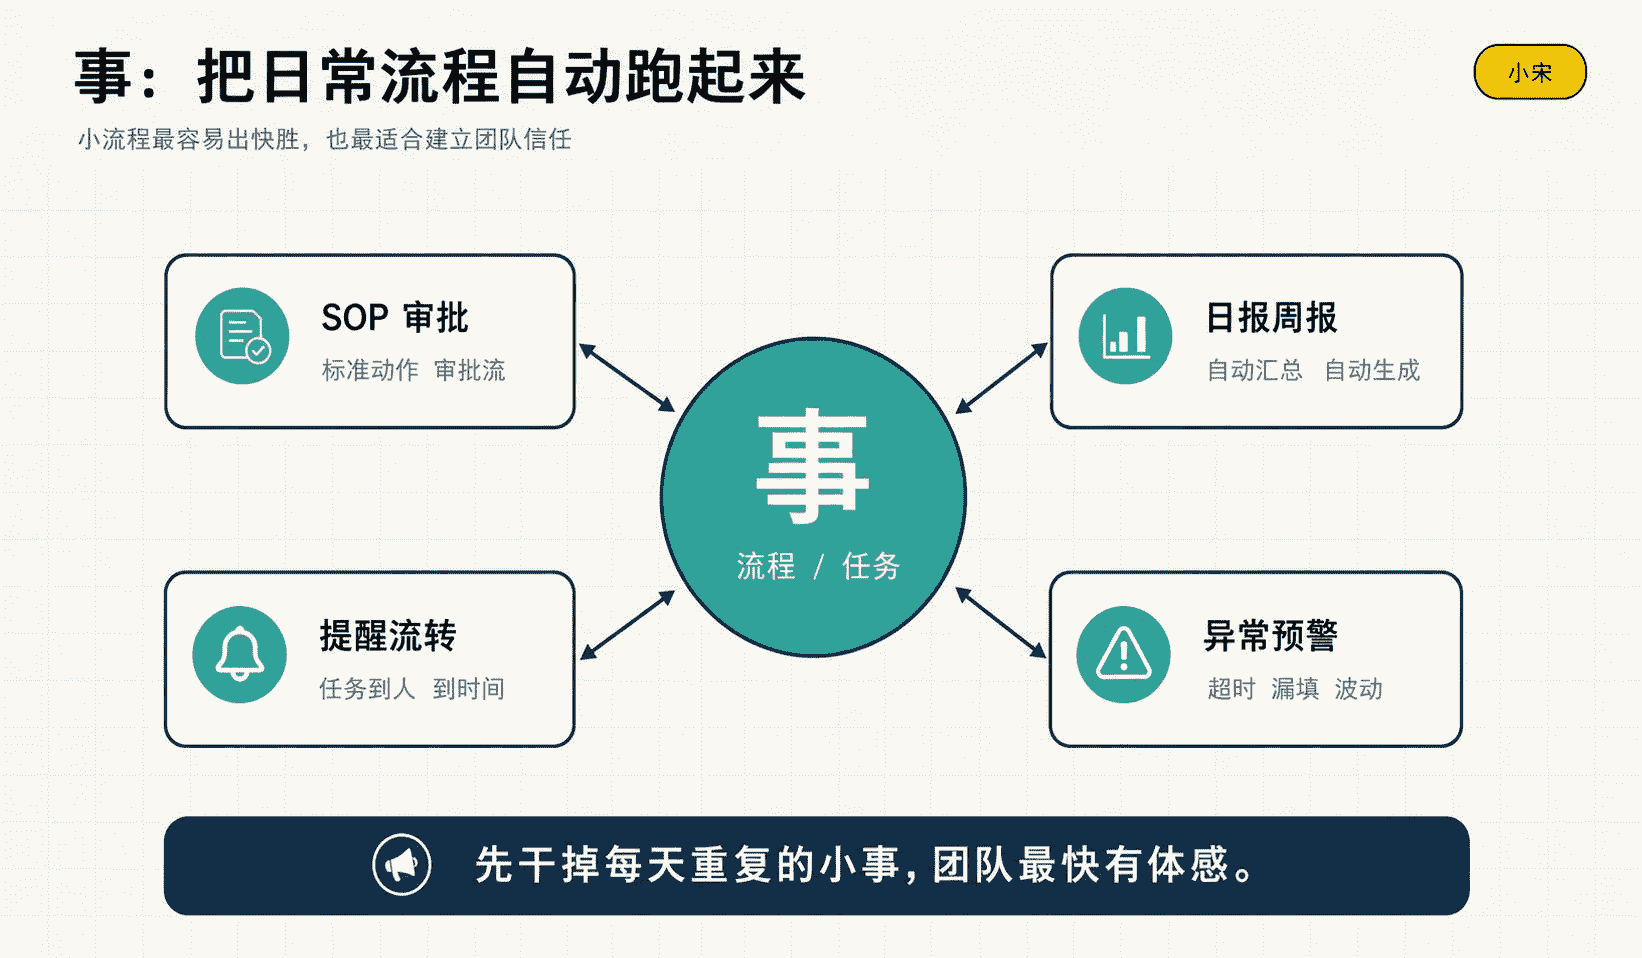 事：把日常流程自动跑起来
小宋
小流程最容易出快胜，也最适合建立团队信任
SOP 审批
标准动作 审批流
日报周报
自动汇总 自动生成
事
流程 / 任务
提醒流转
任务到人 到时间
异常预警
超时 漏填 波动
先干掉每天重复的小事，团队最快有体感。